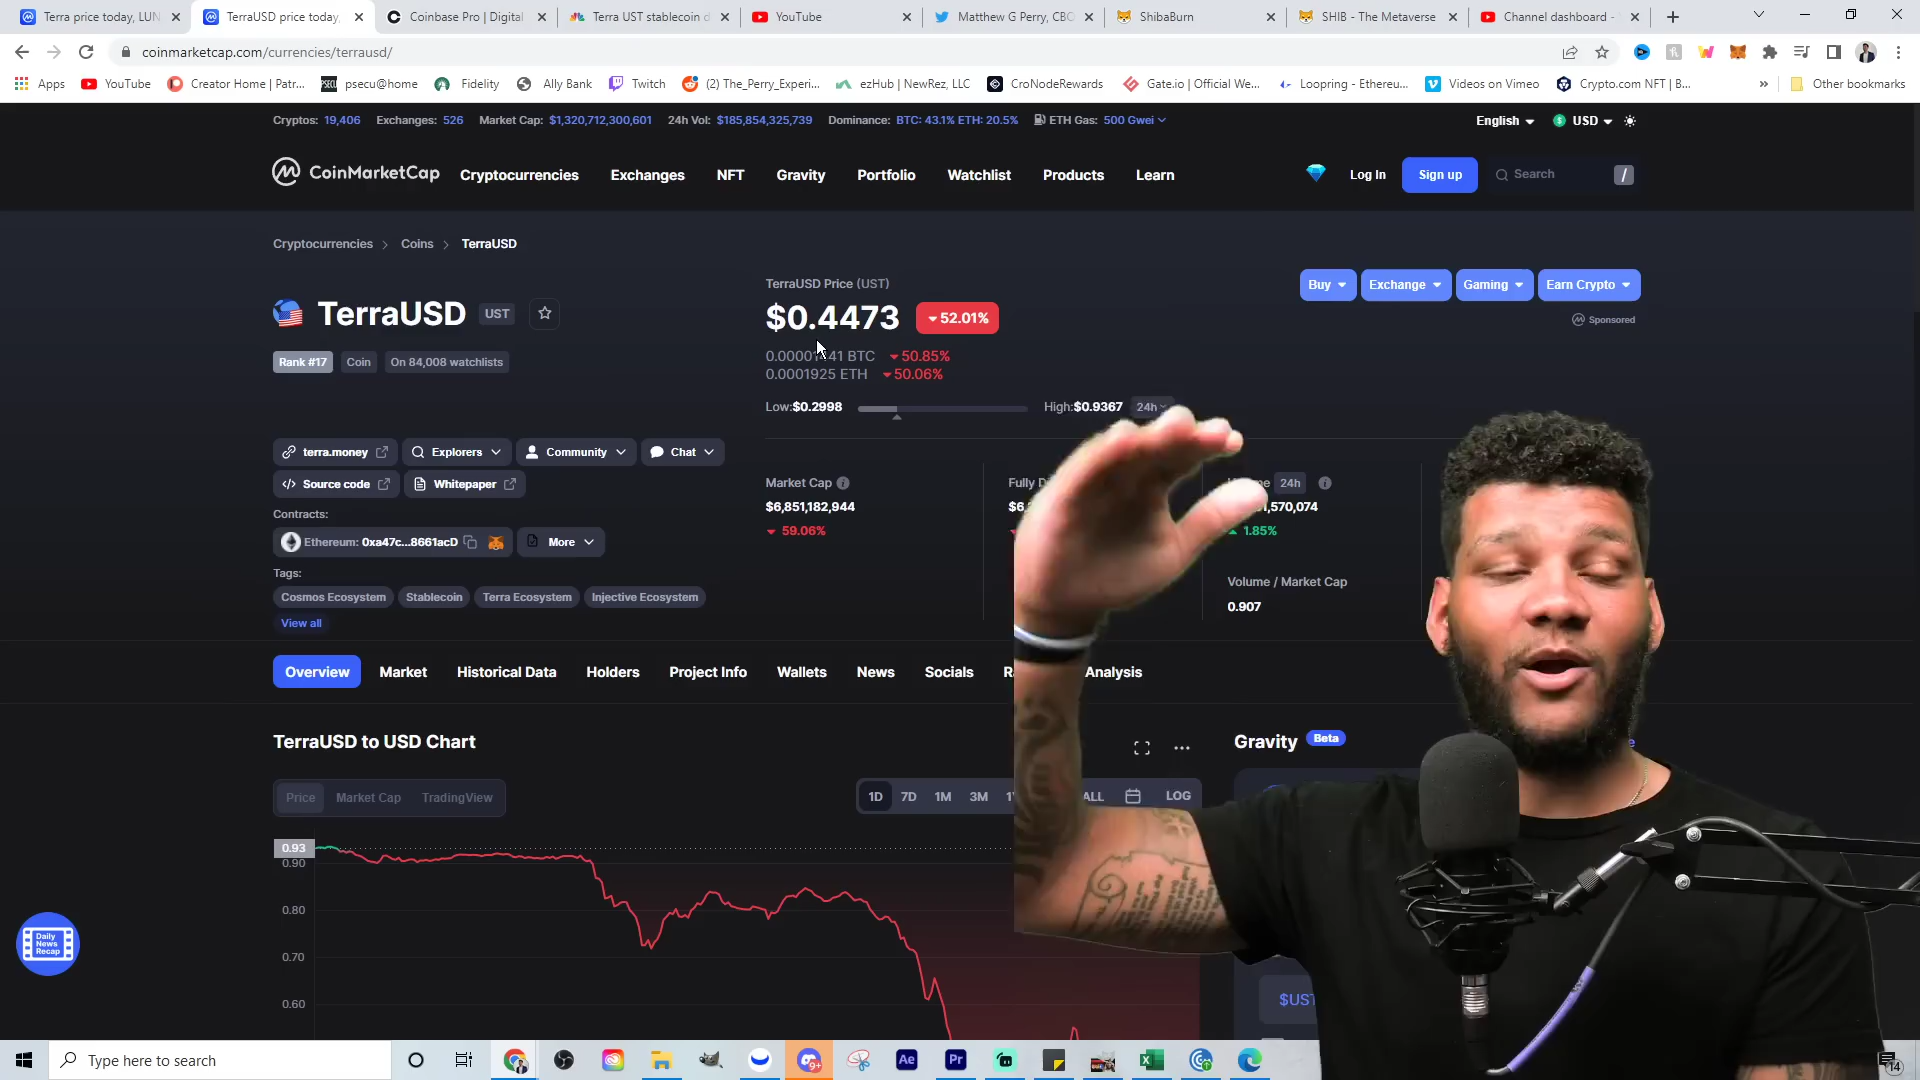 Terra price today, LUN
TerraUSD price today,
Coinbase Pro | Digital
Terra UST stablecoin d
YouTube
Matthew G Perry, CBC
ShibaBurn
SHIB - The Metaverse
Channel dashboard -
coinmarketcap.com/currencies/terrausd/
Apps
YouTube
Creator Home | Patr...
psecu@home
Fidelity
Ally Bank
Twitch
(2) The_Perry_Experi...
ezHub | NewRez, LLC
CroNodeRewards
Gate.io | Official We...
Loopring - Ethereu...
Videos on Vimeo
Crypto.com NFT | B...
»
Other bookmarks
Cryptos: 19,406
Exchanges: 526
Market Cap: $1,320,712,300,601
24h Vol: $185,854,325,739
Dominance: BTC: 43.1% ETH: 20.5%
ETH Gas: 500 Gwei
English
USD
CoinMarketCap
Cryptocurrencies
Exchanges
NFT
Gravity
Portfolio
Watchlist
Products
Learn
Log In
Sign up
Search
/
Cryptocurrencies
Coins
TerraUSD
TerraUSD Price (UST)
Buy
Exchange
Gaming
Earn Crypto
TerraUSD
UST
$0.4473
52.01%
Sponsored
Rank #17
Coin
On 84,008 watchlists
41 BTC
50.85%
0.0001925 ETH
50.06%
Low:$0.2998
High:$0.9367
24h
terra.money
Explorers
Community
Chat
Source code
Whitepaper
Market Cap
$6,851,182,944
59.06%
Fully Di
24h
,570,074
1.85%
Contracts:
Ethereum: 0xa47c...8661acD
More
Tags:
Cosmos Ecosystem
Stablecoin
Terra Ecosystem
Injective Ecosystem
Volume / Market Cap
0.907
View all
Overview
Market
Historical Data
Holders
Project Info
Wallets
News
Socials
Analysis
TerraUSD to USD Chart
Gravity
Beta
Price
Market Cap
TradingView
1D
7D
1M
3M
ALL
LOG
0.93
0.90
0.80
0.70
0.60
Daily
News
Recap
$UST
Type here to search
9+
Ae
Pr
14